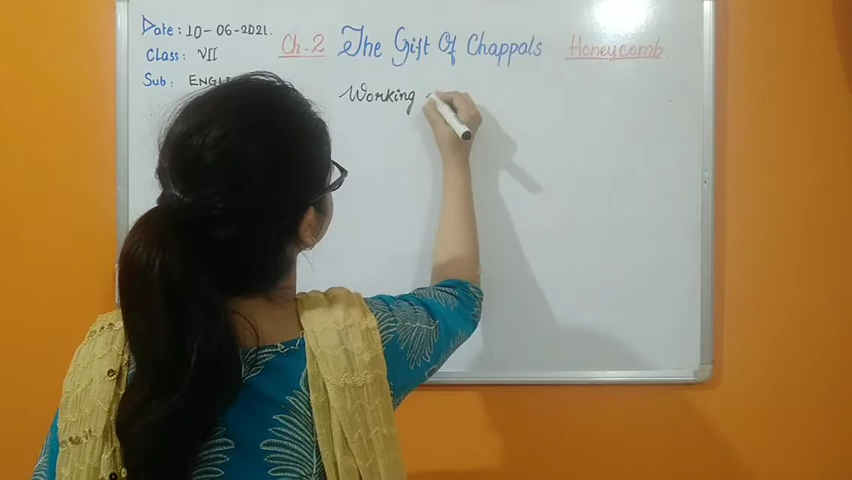 Date: 10-06-2021.
Class: VII
Sub:
Ch-2 The Gift Of Chappals Honeycomb
Working